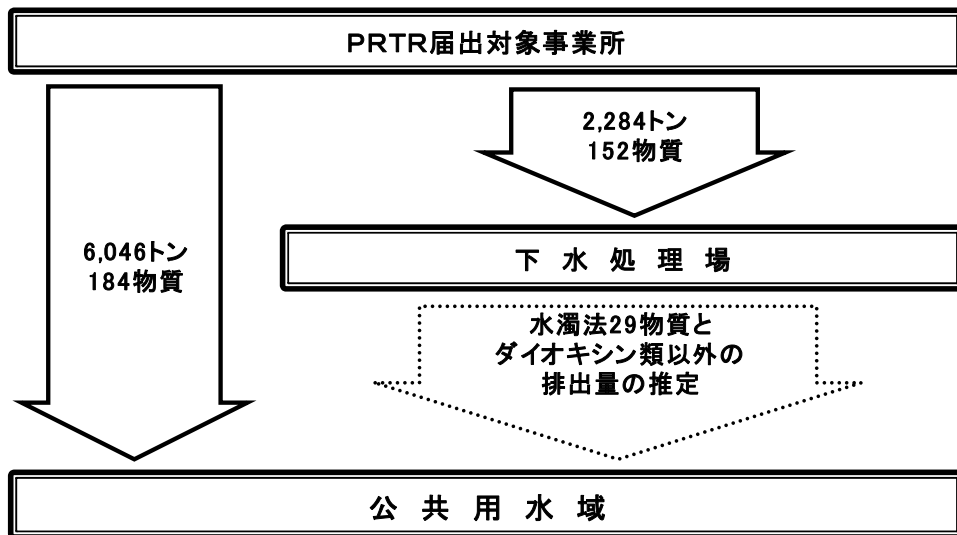 ＰＲＴＲ届出対象事業所
2,284トン
152物質
6,046トン
184物質
下 水 処 理 場
水濁法29物質と
ダイオキシン類以外の
排出量の推定
公 共 用 水 域